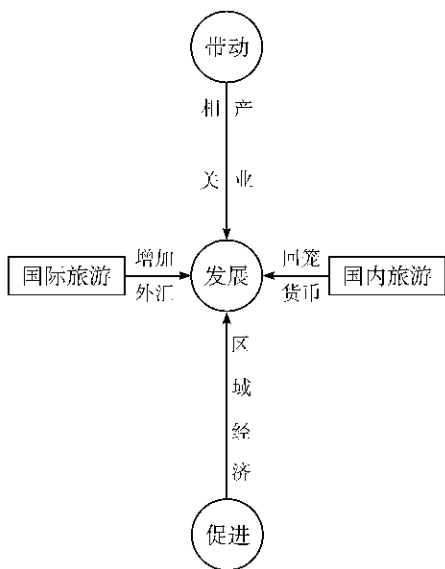 带动
相 产
关 业
国际旅游
增加
外汇
发展
回笼
货币
国内旅游
区
域
经
济
促进